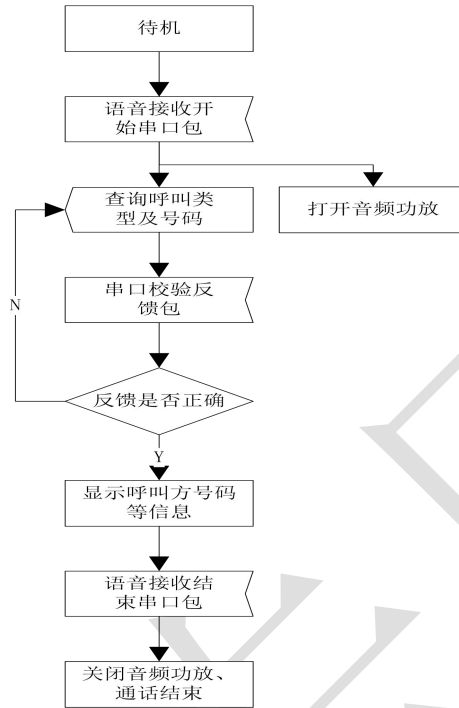 待机
语音接收开
始串口包
查询呼叫类
型及号码
打开音频功放
串口校验反
馈包
N
反馈是否正确
Y
显示呼叫方号码
等信息
语音接收结
束串口包
关闭音频功放、
通话结束